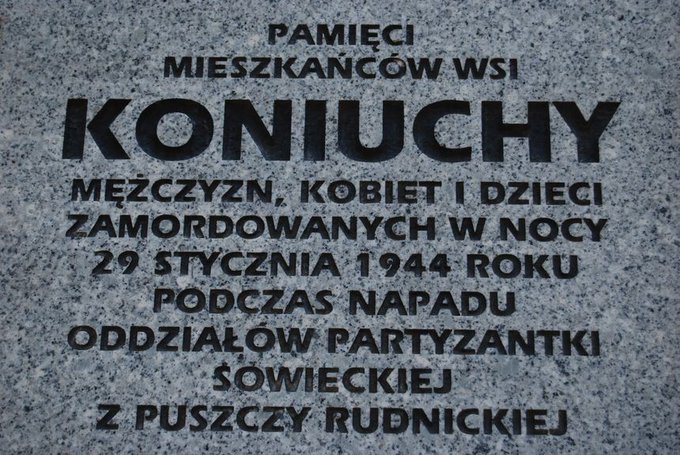 PAMIĘCI
MIESZKAŃCÓW WSI
KONIUCHY
MĘŻCZYZN, KOBIET I DZIECI
ZAMORDOWANYCH W NOCY
29 STYCZNIA 1944 ROKU
PODCZAS NAPADU
ODDZIAŁÓW PARTYZANTKI
SOWIECKIEJ
Z PUSZCZY RUDNICKIEJ